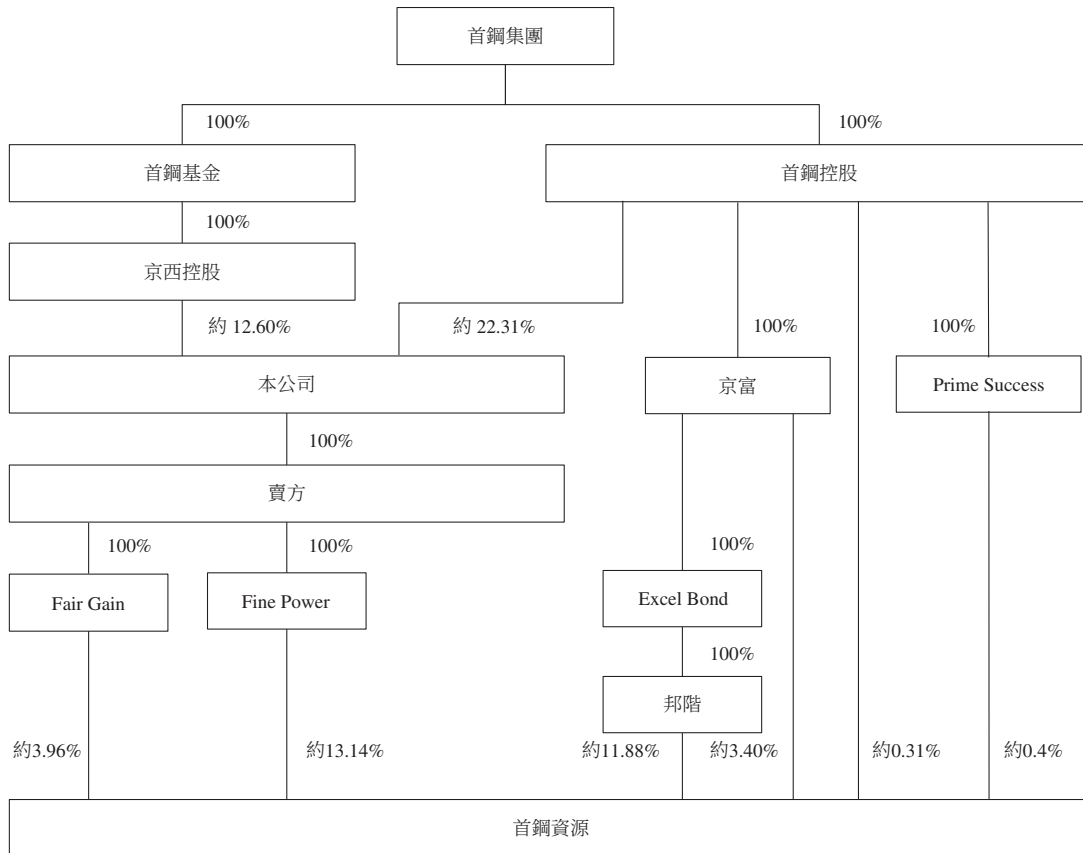 首鋼集團
100%
100%
首鋼基金
首鋼控股
100%
京西控股
約 12.60%
約 22.31%
100%
100%
本公司
京富
Prime Success
100%
賣方
100%
100%
100%
Fair Gain
Fine Power
Excel Bond
100%
邦階
約3.96%
約13.14%
約11.88%
約3.40%
約0.31%
約0.4%
首鋼資源